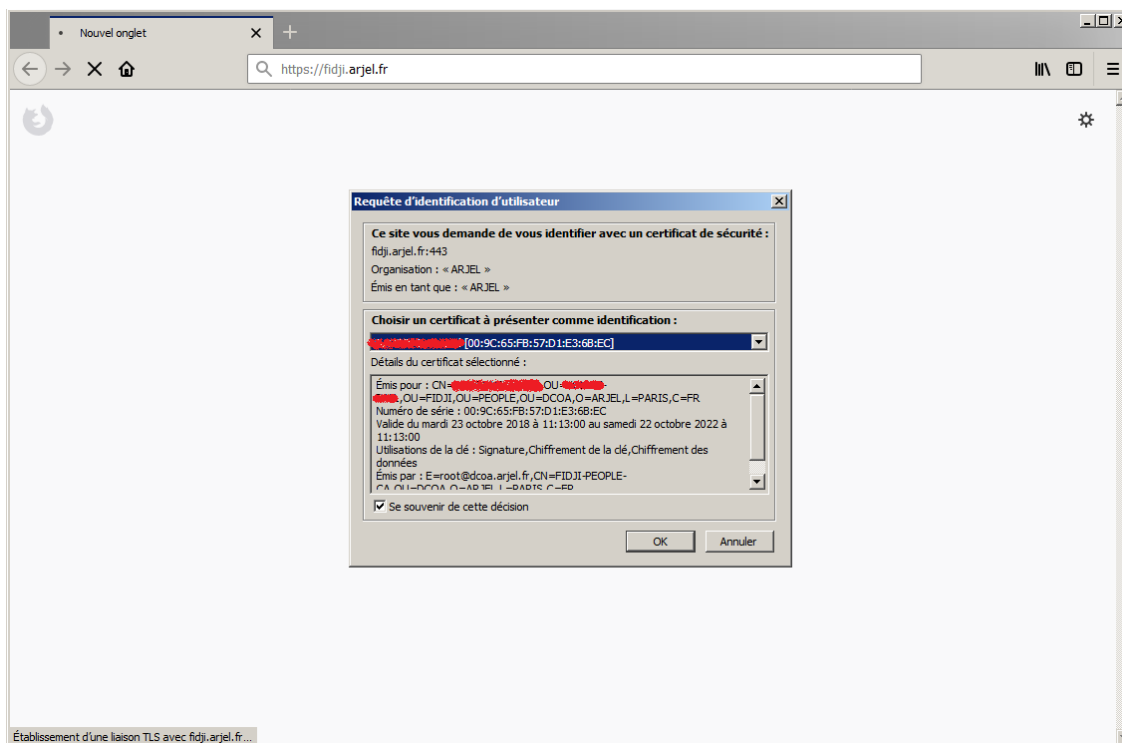 Nouvel onglet
https://fidji.arjel.fr
Requête d'identification d'utilisateur
Ce site vous demande de vous identifier avec un certificat de sécurité :
fidji.arjel.fr:443
Organisation : « ARJEL »
Émis en tant que : « ARJEL »
Choisir un certificat à présenter comme identification :
[00:9C:65:FB:57:D1:E3:6B:EC]
Détails du certificat sélectionné :
Émis pour : CN= ,OU=
,OU=FIDJI,OU=PEOPLE,OU=DCOA,O=ARJEL,L=PARIS,C=FR
Numéro de série : 00:9C:65:FB:57:D1:E3:6B:EC
Valide du mardi 23 octobre 2018 à 11:13:00 au samedi 22 octobre 2022 à
11:13:00
Utilisations de la clé : Signature,Chiffrement de la clé,Chiffrement des
données
Émis par : E=root@dcoa.arjel.fr,CN=FIDJI-PEOPLE-
CA,OU=DCOA,O=ARJEL,L=PARIS,C=FR
Se souvenir de cette décision
OK
Annuler
Établissement d'une liaison TLS avec fidji.arjel.fr...